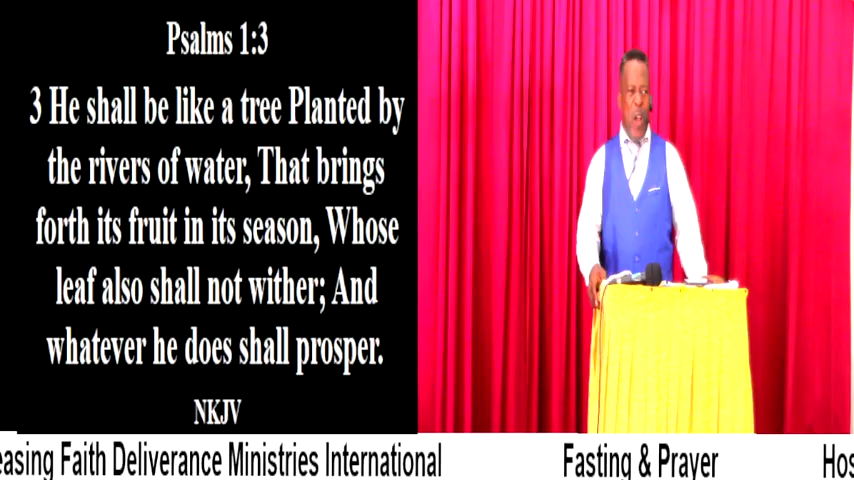 Psalms 1:3
3 He shall be like a tree Planted by
the rivers of water, That brings
forth its fruit in its season, Whose
leaf also shall not wither; And
whatever he does shall prosper.
NKJV
Faith Deliverance Ministries International Fasting & Prayer